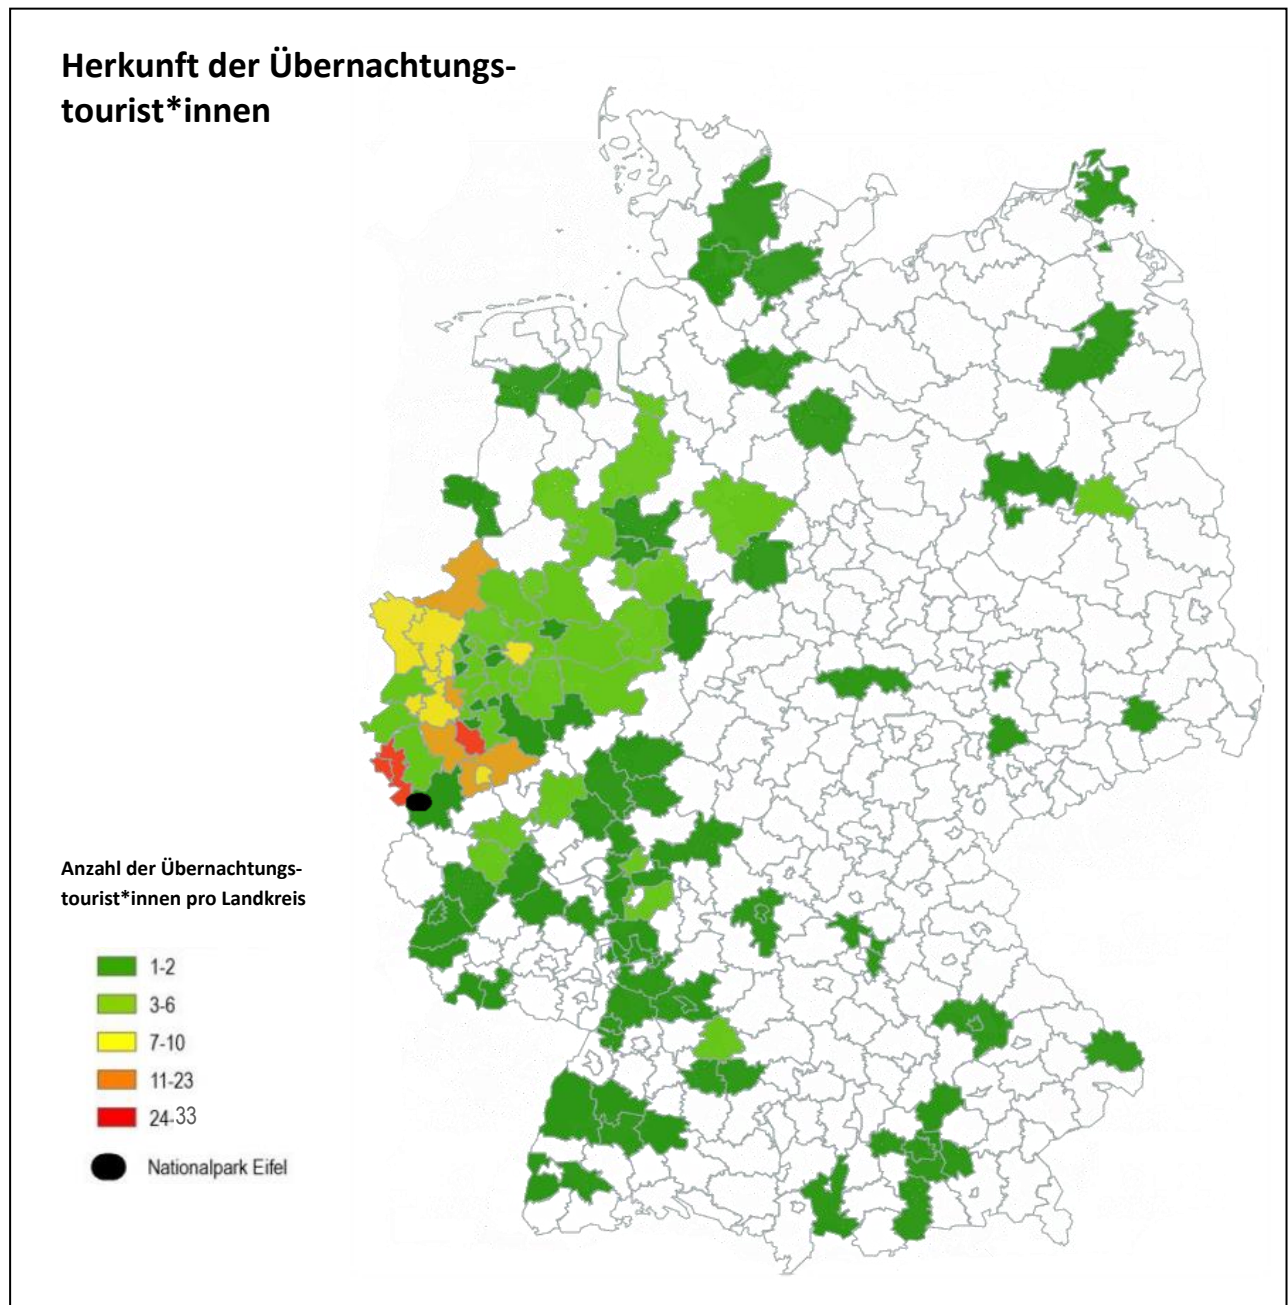 Herkunft der Übernachtungs-
tourist*innen
Anzahl der Übernachtungs-
tourist*innen pro Landkreis
1-2
3-6
7-10
11-23
24-33
Nationalpark Eifel